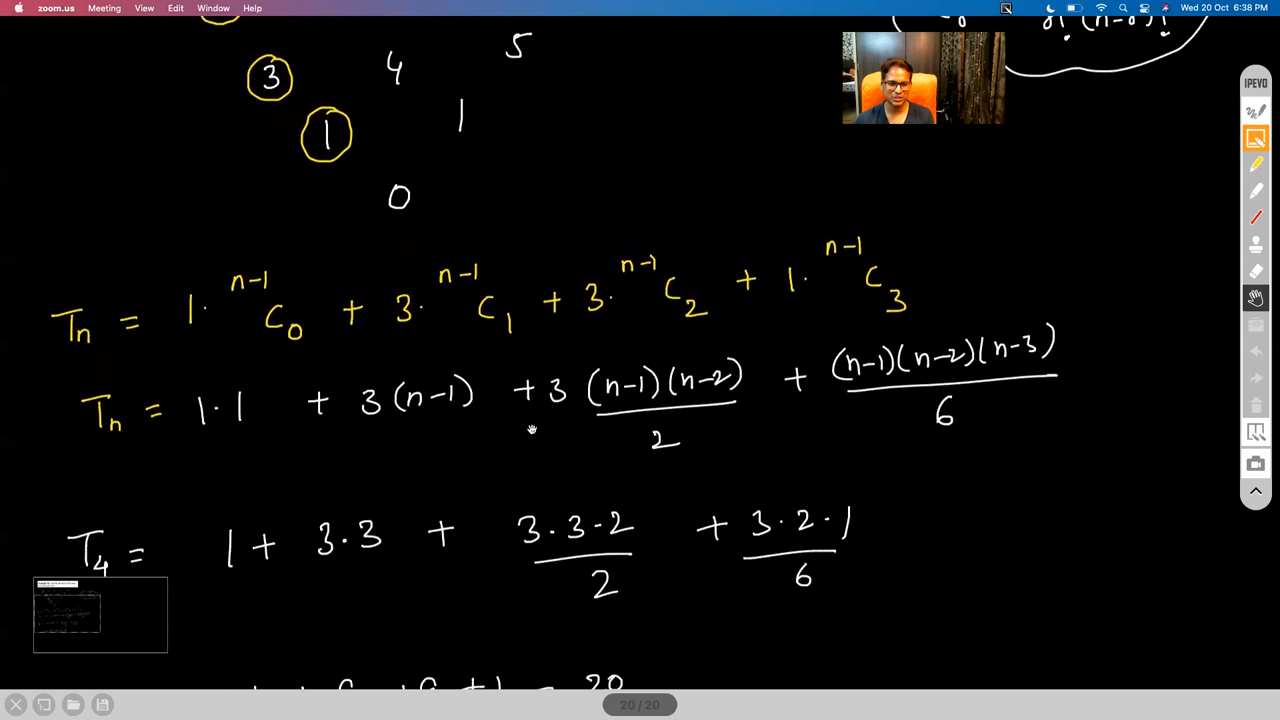 zoom.us Meeting View Edit Window Help Wed 20 Oct 6:38 PM
3 4 5
1 1
0
Tn = 1· n-1C0 + 3· n-1C1 + 3· n-1C2 + 1· n-1C3
Tn = 1·1 + 3(n-1) + 3 (n-1)(n-2)/2 + (n-1)(n-2)(n-3)/6
T4 = 1 + 3·3 + 3·3·2/2 + 3·2·1/6
20
IPEVO
20 / 20